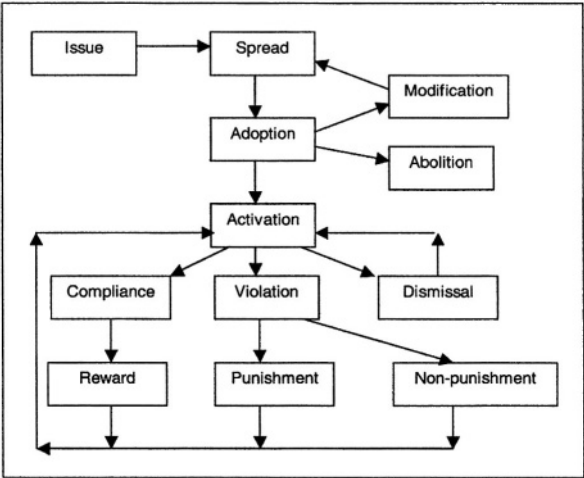 Issue
Spread
Modification
Adoption
Abolition
Activation
Compliance
Violation
Dismissal
Reward
Punishment
Non-punishment